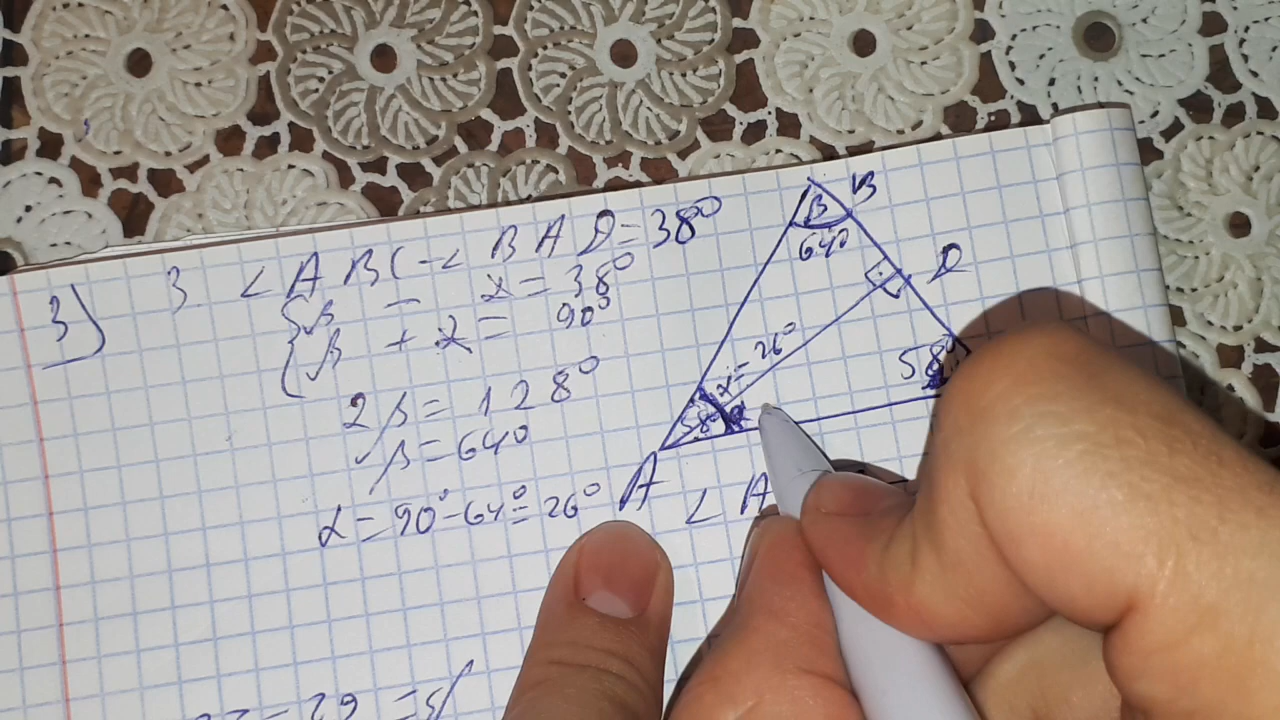 3) 3. ∠ABC - ∠BAD = 38°
{β - α = 38°
{β + α = 90°
2β = 128°
β = 64°
α = 90° - 64° = 26°
B
β
64°
D
α = 26°
58°
58°
A
∠A